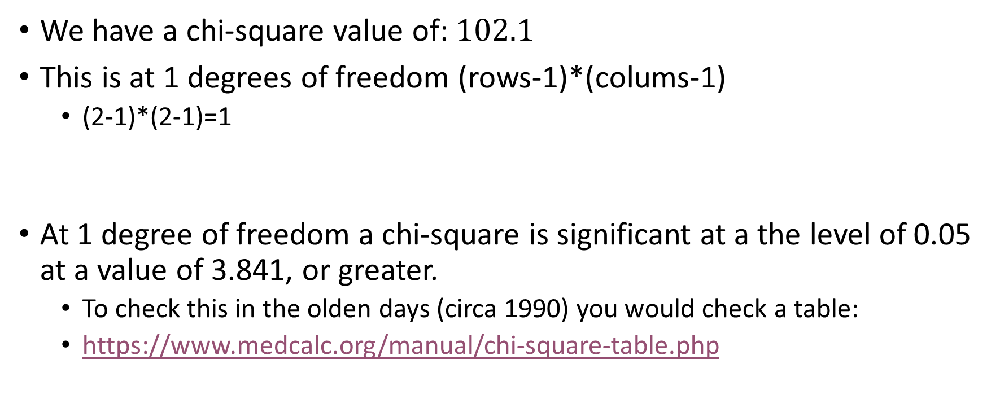 • We have a chi-square value of: 102.1
• This is at 1 degrees of freedom (rows-1)*(colums-1)
• (2-1)*(2-1)=1
• At 1 degree of freedom a chi-square is significant at a the level of 0.05
at a value of 3.841, or greater.
• To check this in the olden days (circa 1990) you would check a table:
• https://www.medcalc.org/manual/chi-square-table.php